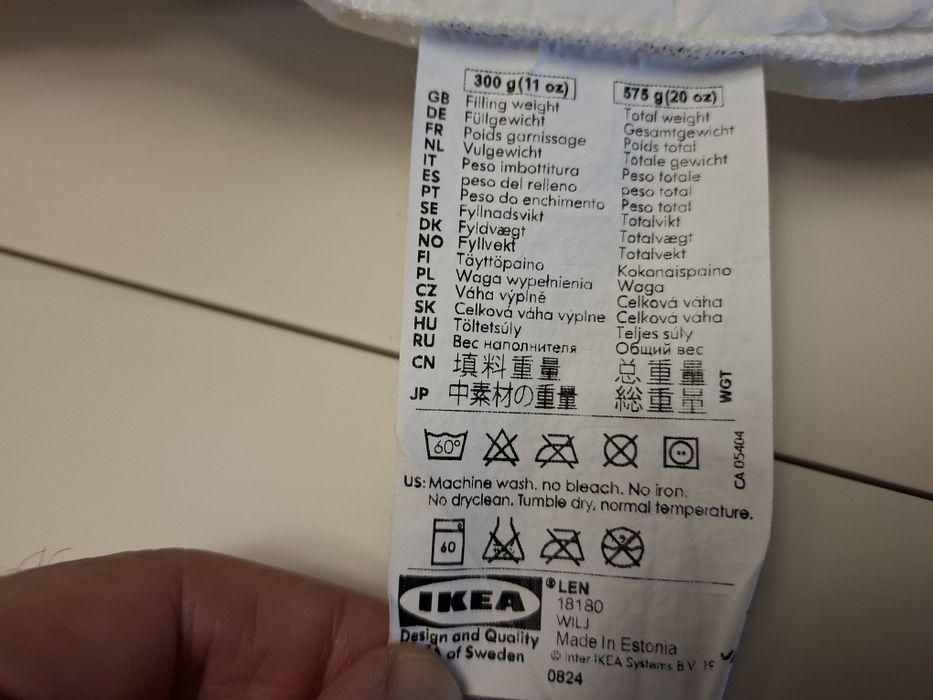 300 g(11 oz) 575 g(20 oz)
GB Filling weight Total weight
DE Füllgewicht Gesamtgewicht
FR Poids garnissage Poids total
NL Vulgewicht Totale gewicht
IT Peso imbottitura Peso totale
ES peso del relleno peso total
PT Peso do enchimento Peso total
SE Fyllnadsvikt Totalvikt
DK Fyldvægt Totalvægt
NO Fyllvekt Totalvekt
FI Täyttöpaino Kokonaispaino
PL Waga wypełnienia Waga
CZ Váha výplně Celková váha
SK Celková váha výplne Celková váha
HU Töltetsúly Teljes súly
RU Вес наполнителя Общий вес
CN 填料重量 总重量
JP 中素材の重量 総重量
WGT
60°
CA 05404
US: Machine wash. no bleach. No iron.
No dryclean. Tumble dry, normal temperature.
60
IKEA ®
Design and Quality
of Sweden
LEN
18180
WILJ
Made in Estonia
© Inter IKEA Systems B.V. 19
0824